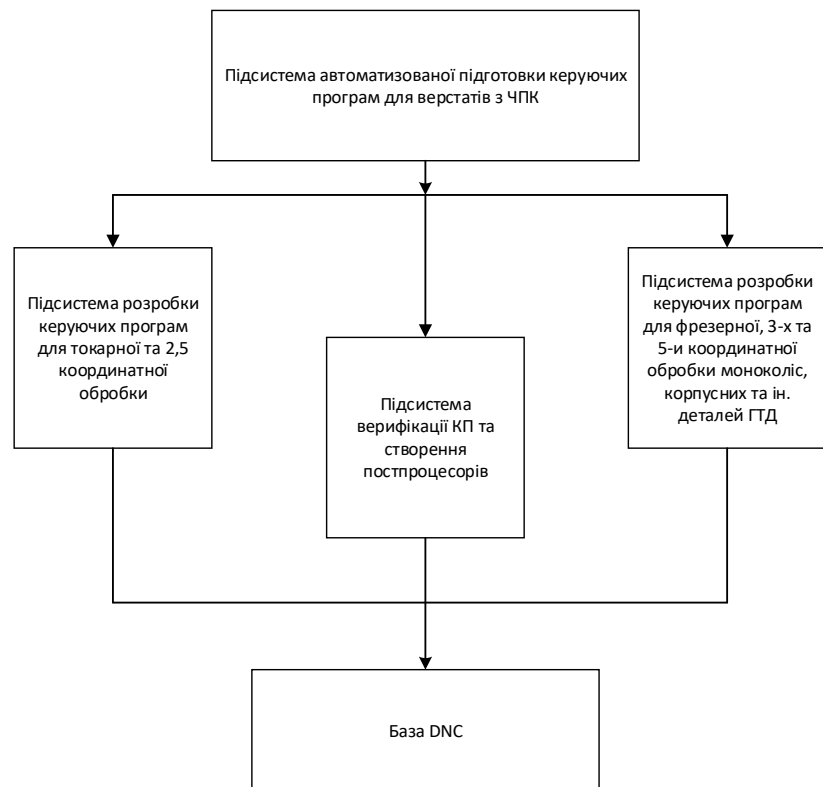 Підсистема автоматизованої підготовки керуючих
програм для верстатів з ЧПК
Підсистема розробки
керуючих програм
для токарної та 2,5
координатної
обробки
Підсистема
верифікації КП та
створення
постпроцесорів
Підсистема розробки
керуючих програм
для фрезерної, 3-х та
5-и координатної
обробки моноколіс,
корпусних та ін.
деталей ГТД
База DNC